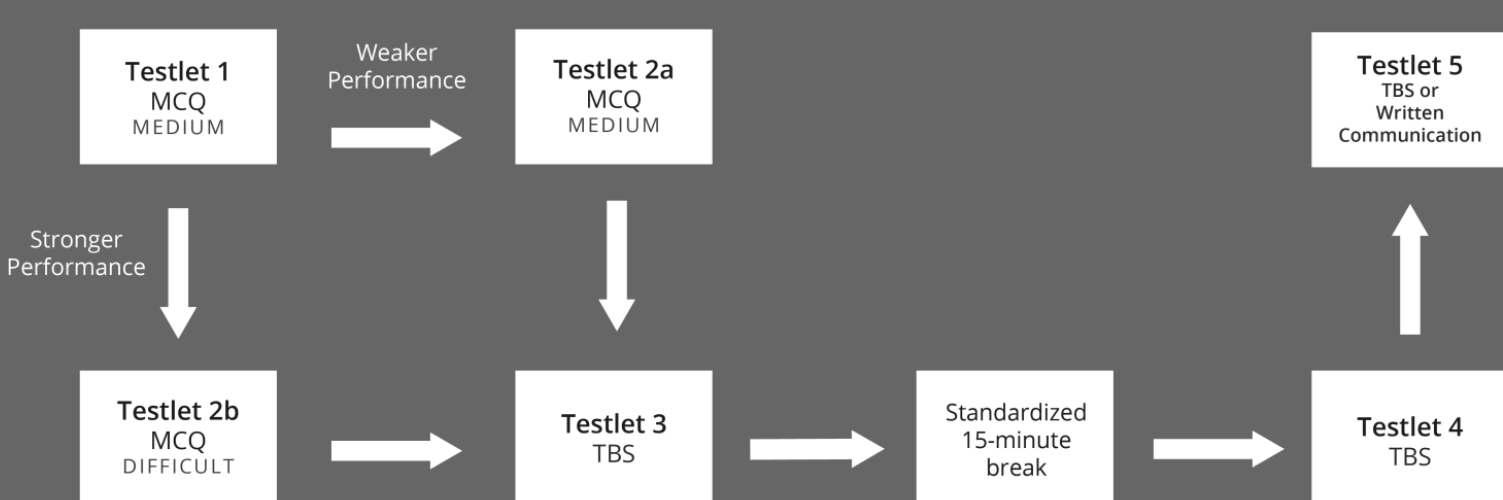 Testlet 1
MCQ
MEDIUM
Weaker
Performance
Testlet 2a
MCQ
MEDIUM
Testlet 5
TBS or
Written
Communication
Stronger
Performance
Testlet 2b
MCQ
DIFFICULT
Testlet 3
TBS
Standardized
15-minute
break
Testlet 4
TBS